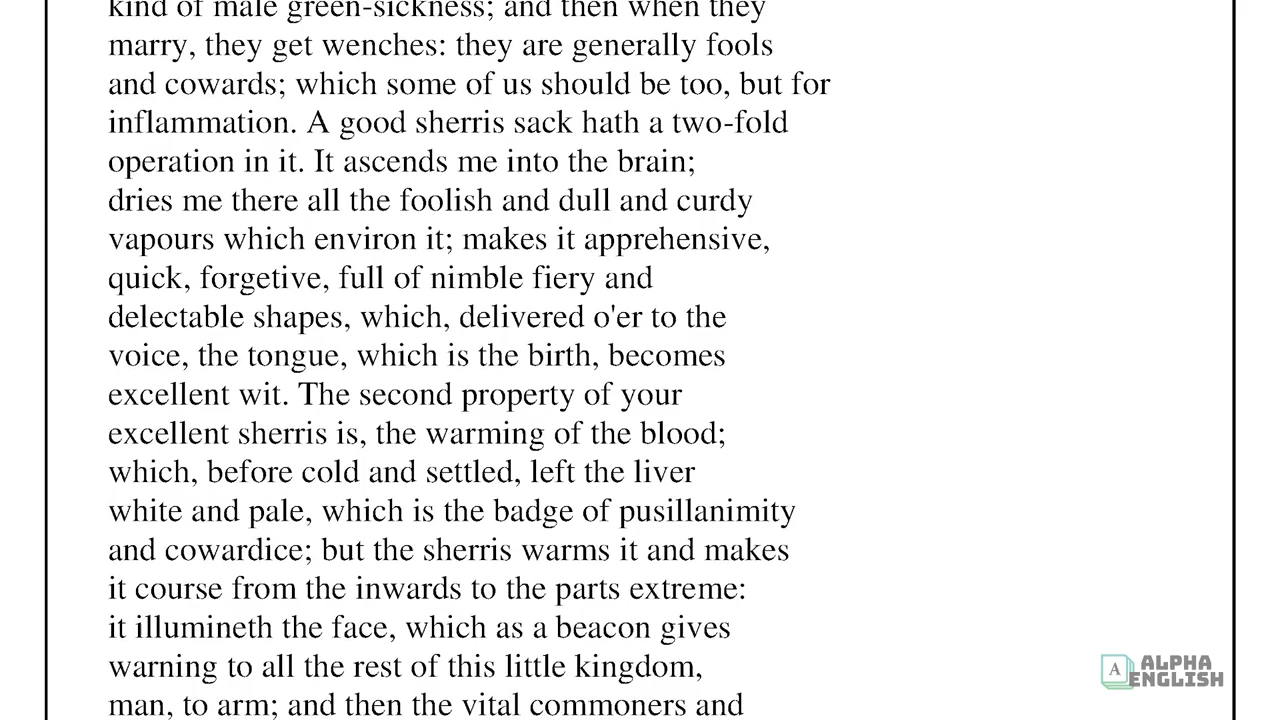 kind of male green-sickness; and then when they
marry, they get wenches: they are generally fools
and cowards; which some of us should be too, but for
inflammation. A good sherris sack hath a two-fold
operation in it. It ascends me into the brain;
dries me there all the foolish and dull and curdy
vapours which environ it; makes it apprehensive,
quick, forgetive, full of nimble fiery and
delectable shapes, which, delivered o'er to the
voice, the tongue, which is the birth, becomes
excellent wit. The second property of your
excellent sherris is, the warming of the blood;
which, before cold and settled, left the liver
white and pale, which is the badge of pusillanimity
and cowardice; but the sherris warms it and makes
it course from the inwards to the parts extreme:
it illumineth the face, which as a beacon gives
warning to all the rest of this little kingdom,
man, to arm; and then the vital commoners and
A ALPHA
ENGLISH